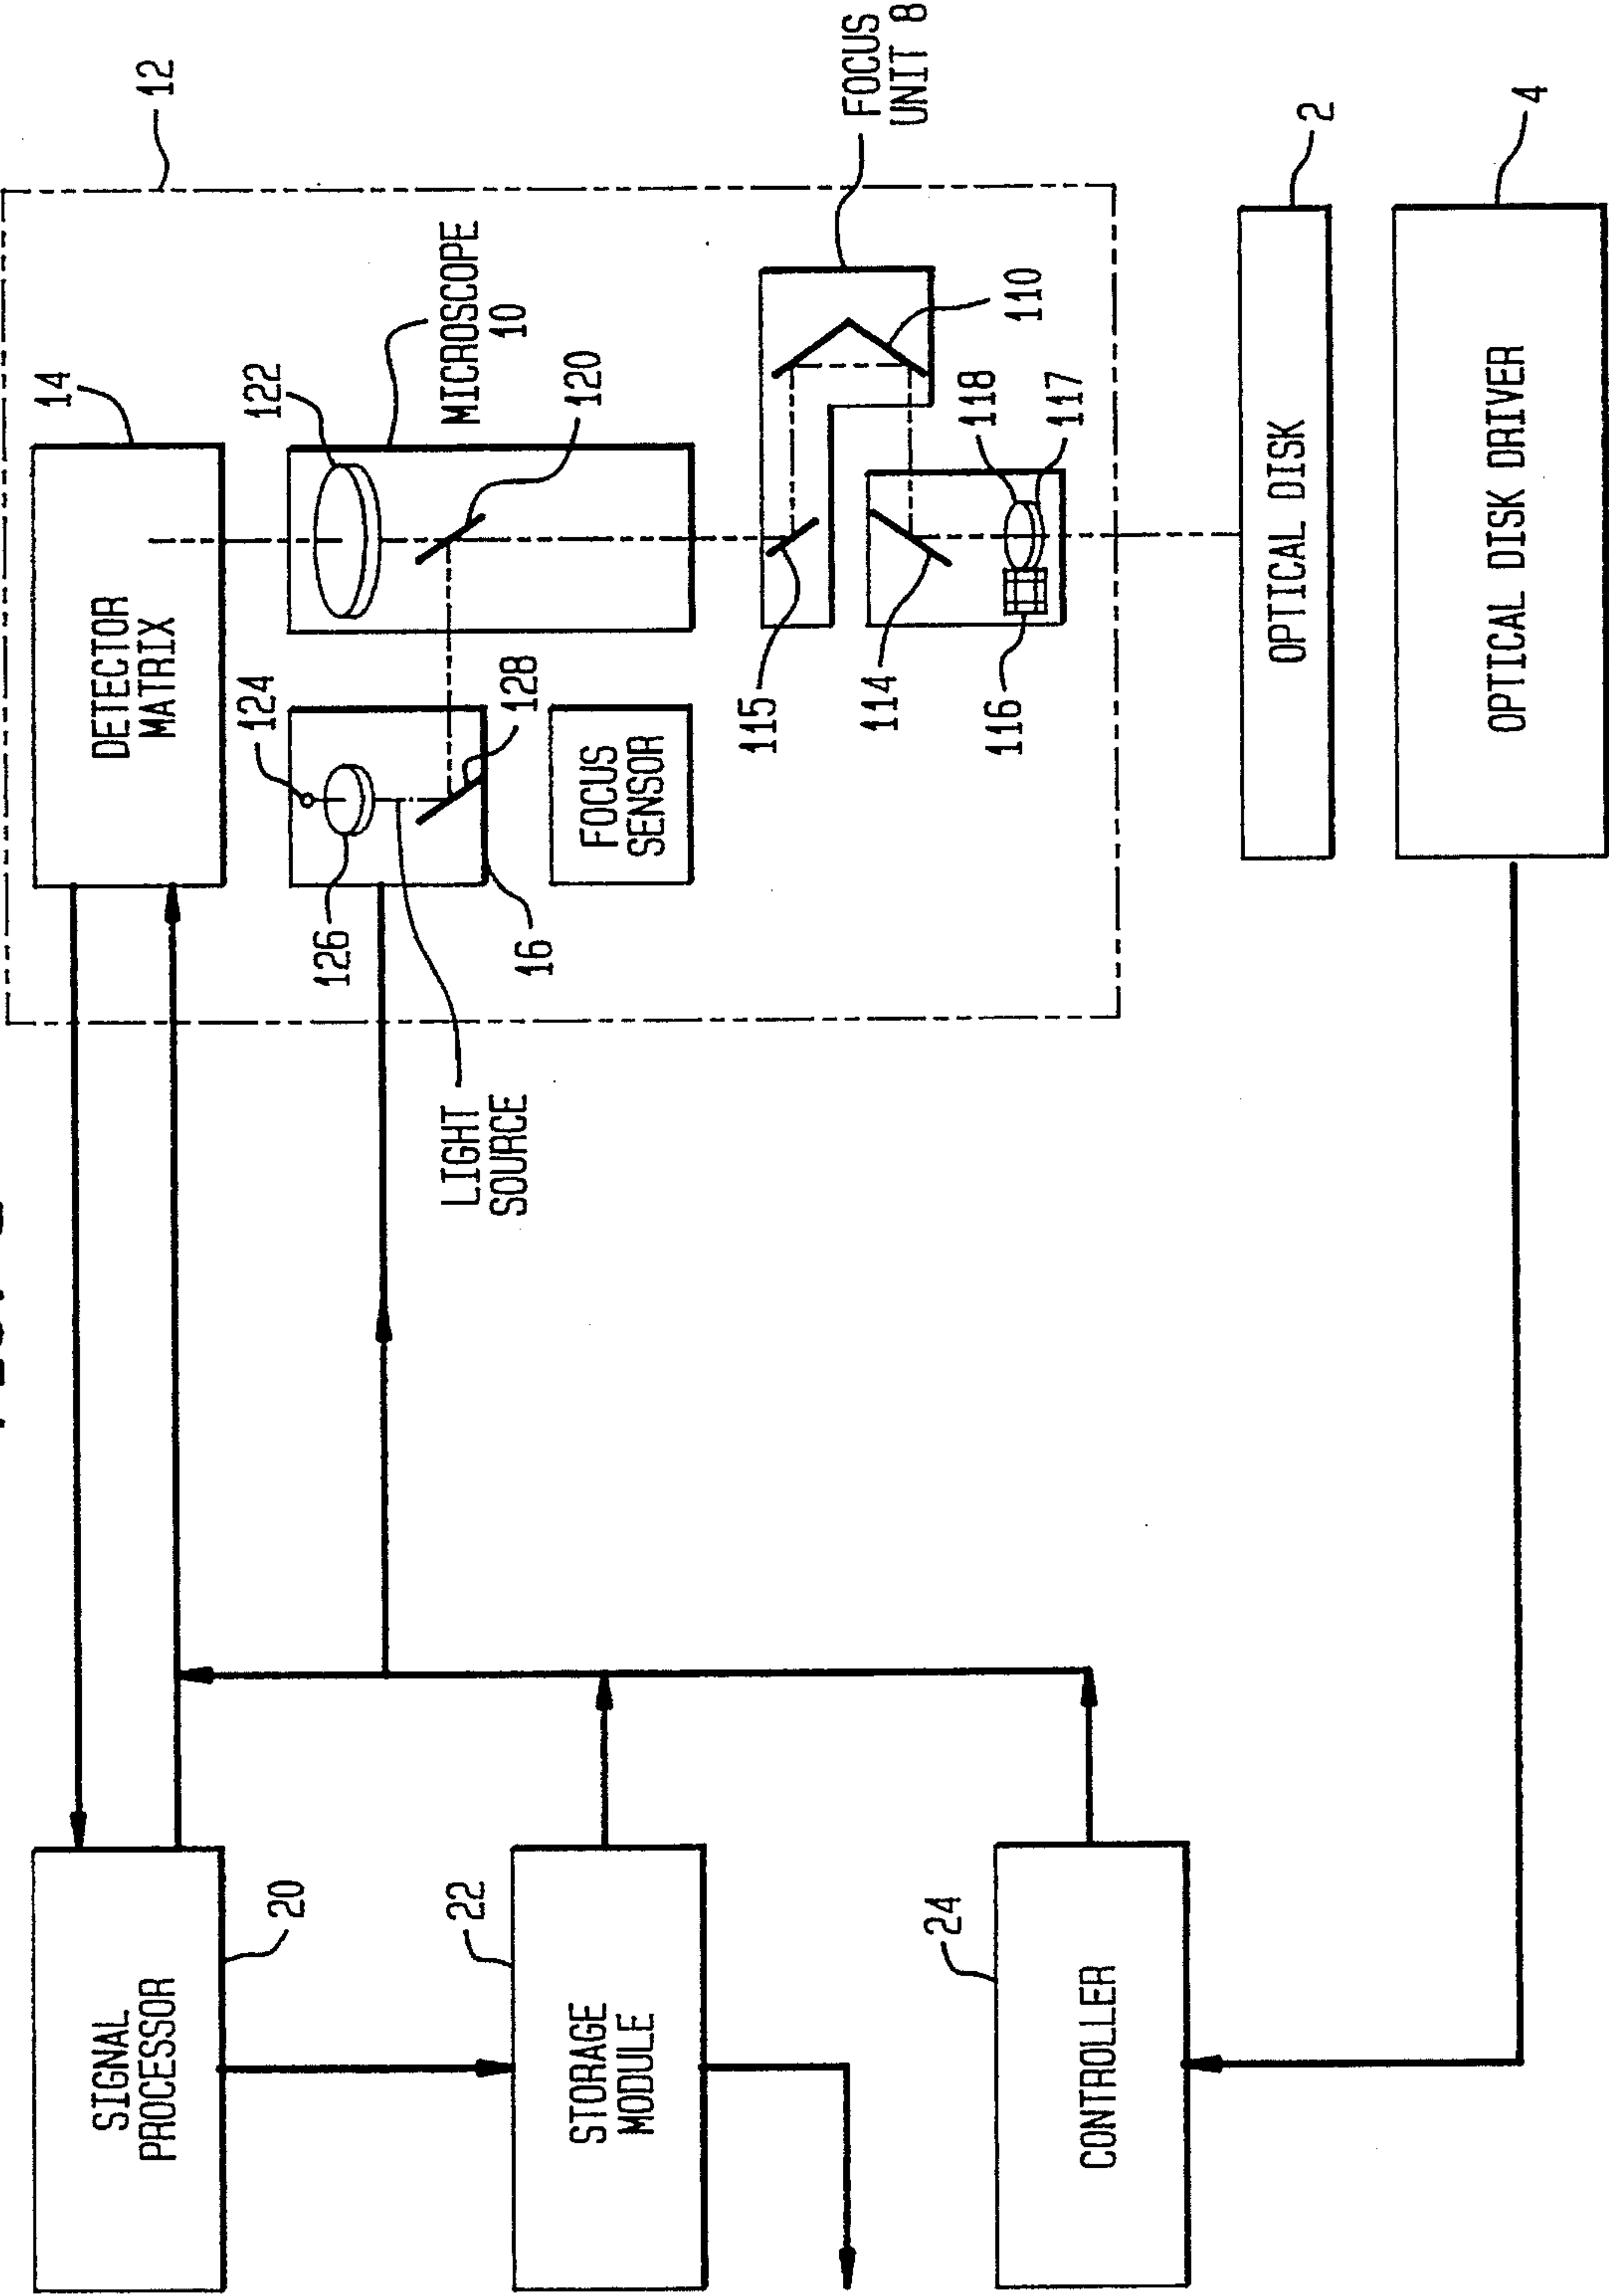 12
14
DETECTOR
MATRIX
122
MICROSCOPE
10
120
124
126
128
16
LIGHT
SOURCE
FOCUS
SENSOR
FOCUS
UNIT 8
110
115
114
118
117
116
OPTICAL DISK
2
OPTICAL DISK DRIVER
4
SIGNAL
PROCESSOR
20
STORAGE
MODULE
22
CONTROLLER
24